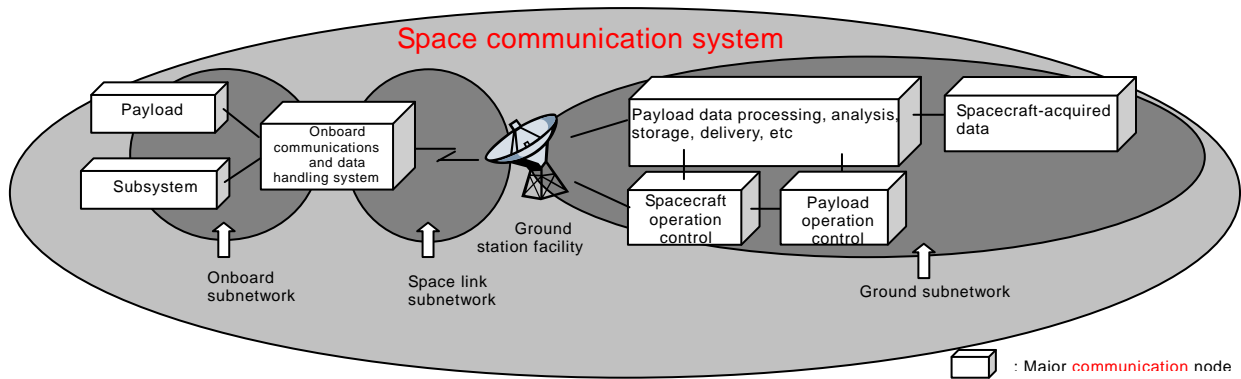 Space communication system
Payload
Subsystem
Onboard
communications
and data
handling system
Payload data processing, analysis,
storage, delivery, etc
Spacecraft-acquired
data
Spacecraft
operation
control
Payload
operation
control
Ground
station facility
Onboard
subnetwork
Space link
subnetwork
Ground subnetwork
: Major communication node